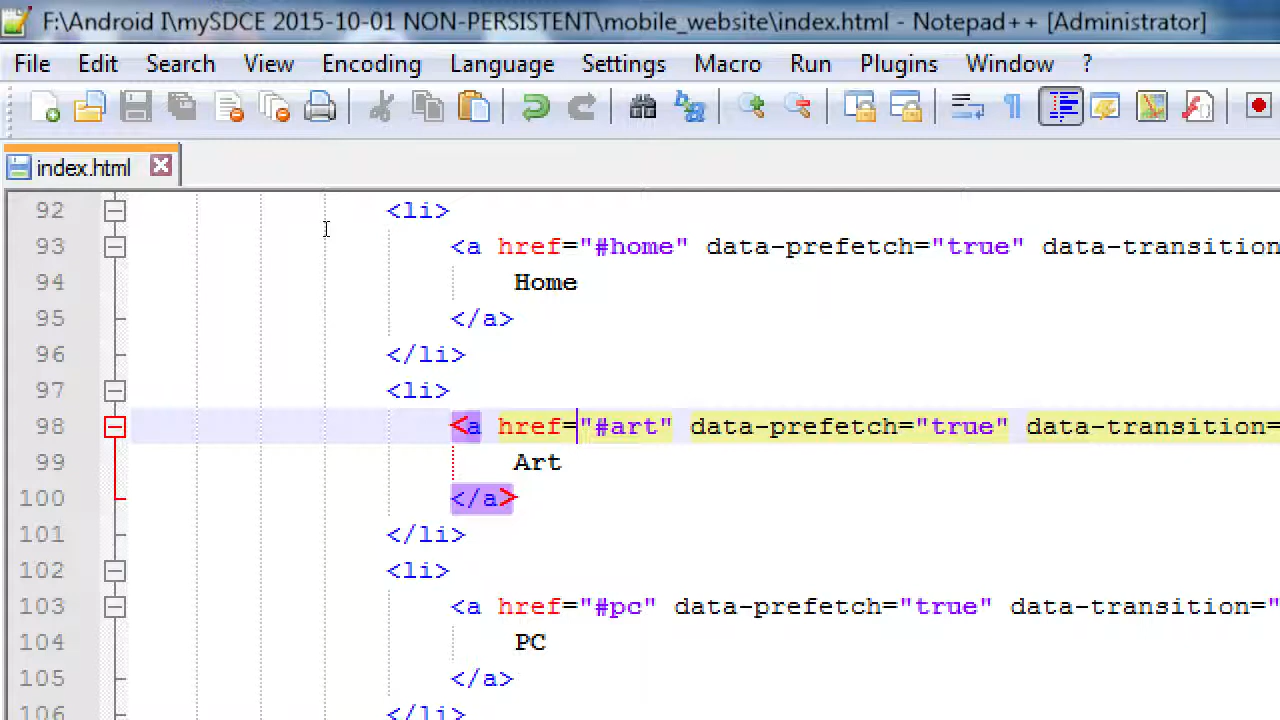 F:\Android I\mySDCE 2015-10-01 NON-PERSISTENT\mobile_website\index.html - Notepad++ [Administrator]
File Edit Search View Encoding Language Settings Macro Run Plugins Window ?
index.html
92 <li>
93 <a href="#home" data-prefetch="true" data-transition
94 Home
95 </a>
96 </li>
97 <li>
98 <a href="#art" data-prefetch="true" data-transition=
99 Art
100 </a>
101 </li>
102 <li>
103 <a href="#pc" data-prefetch="true" data-transition="
104 PC
105 </a>
106 </li>